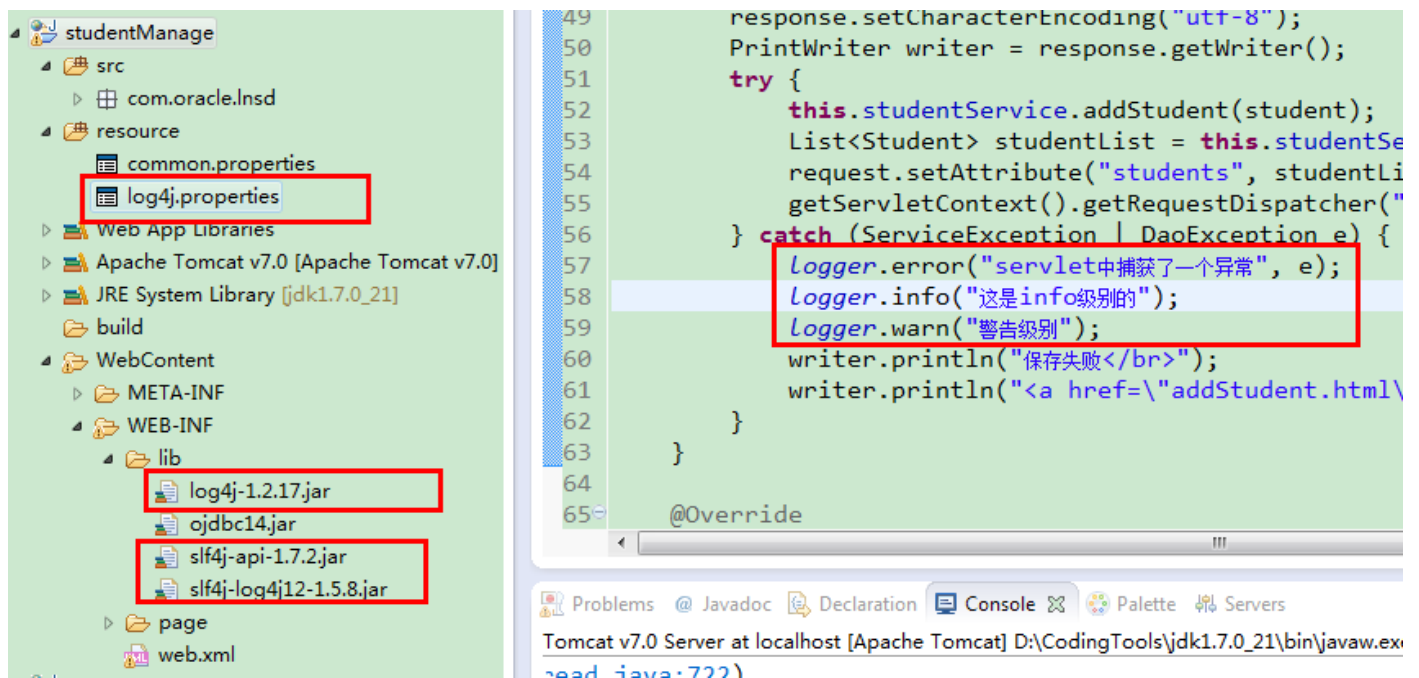 studentManage
src
com.oracle.lnsd
resource
common.properties
log4j.properties
Web App Libraries
Apache Tomcat v7.0 [Apache Tomcat v7.0]
JRE System Library [jdk1.7.0_21]
build
WebContent
META-INF
WEB-INF
lib
log4j-1.2.17.jar
ojdbc14.jar
slf4j-api-1.7.2.jar
slf4j-log4j12-1.5.8.jar
page
web.xml
49 response.setCharacterEncoding("utf-8");
50 PrintWriter writer = response.getWriter();
51 try {
52 this.studentService.addStudent(student);
53 List<Student> studentList = this.studentSe
54 request.setAttribute("students", studentLi
55 getServletContext().getRequestDispatcher("
56 } catch (ServiceException | DaoException e) {
57 logger.error("servlet中捕获了一个异常", e);
58 logger.info("这是info级别的");
59 logger.warn("警告级别");
60 writer.println("保存失败</br>");
61 writer.println("<a href=\"addStudent.html\
62 }
63 }
64
65 @Override
Problems @ Javadoc Declaration Console Palette Servers
Tomcat v7.0 Server at localhost [Apache Tomcat] D:\CodingTools\jdk1.7.0_21\bin\javaw.exe
read.java:722)